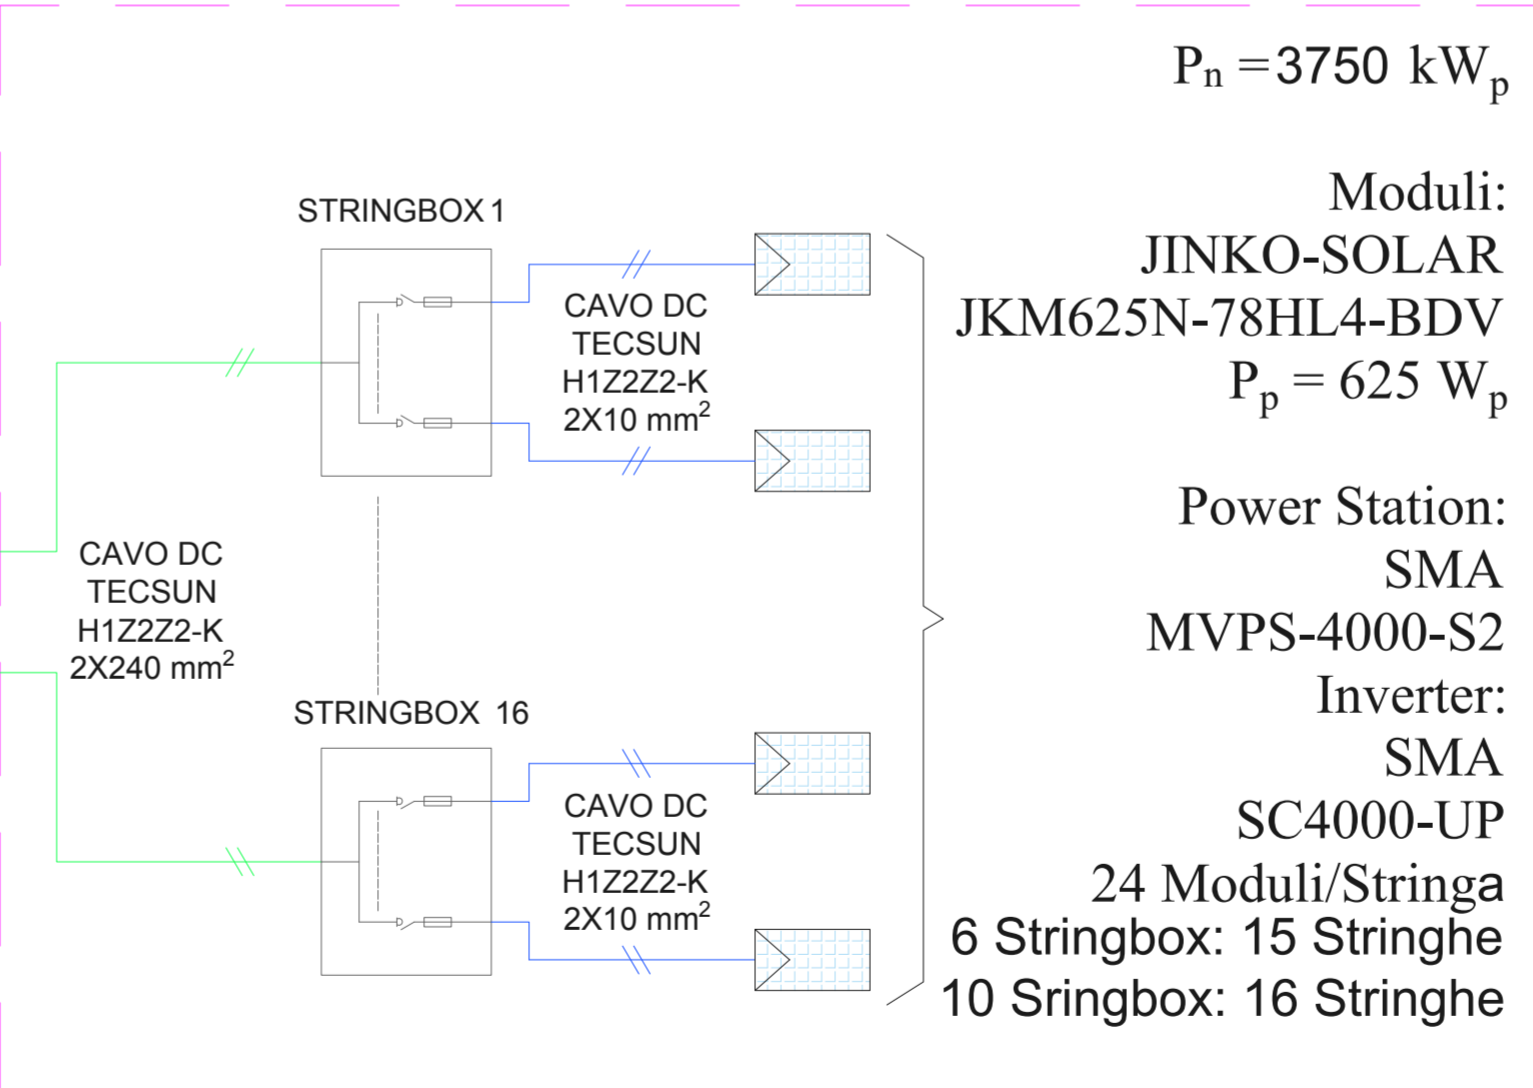 Pn =3750 kWp
STRINGBOX 1
CAVO DC
TECSUN
H1Z2Z2-K
2X10 mm²
CAVO DC
TECSUN
H1Z2Z2-K
2X240 mm²
STRINGBOX 16
CAVO DC
TECSUN
H1Z2Z2-K
2X10 mm²
Moduli:
JINKO-SOLAR
JKM625N-78HL4-BDV
Pp = 625 Wp
Power Station:
SMA
MVPS-4000-S2
Inverter:
SMA
SC4000-UP
24 Moduli/Stringa
6 Stringbox: 15 Stringhe
10 Sringbox: 16 Stringhe